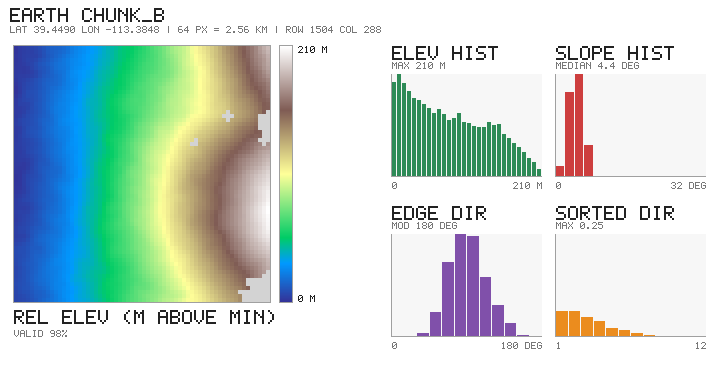 EARTH CHUNK_B
LAT 39.4490 LON -113.3848 | 64 PX = 2.56 KM | ROW 1504 COL 288
210 M
0 M
REL ELEV (M ABOVE MIN)
VALID 98%
ELEV HIST
MAX 210 M
0 210 M
SLOPE HIST
MEDIAN 4.4 DEG
0 32 DEG
EDGE DIR
MOD 180 DEG
0 180 DEG
SORTED DIR
MAX 0.25
1 12